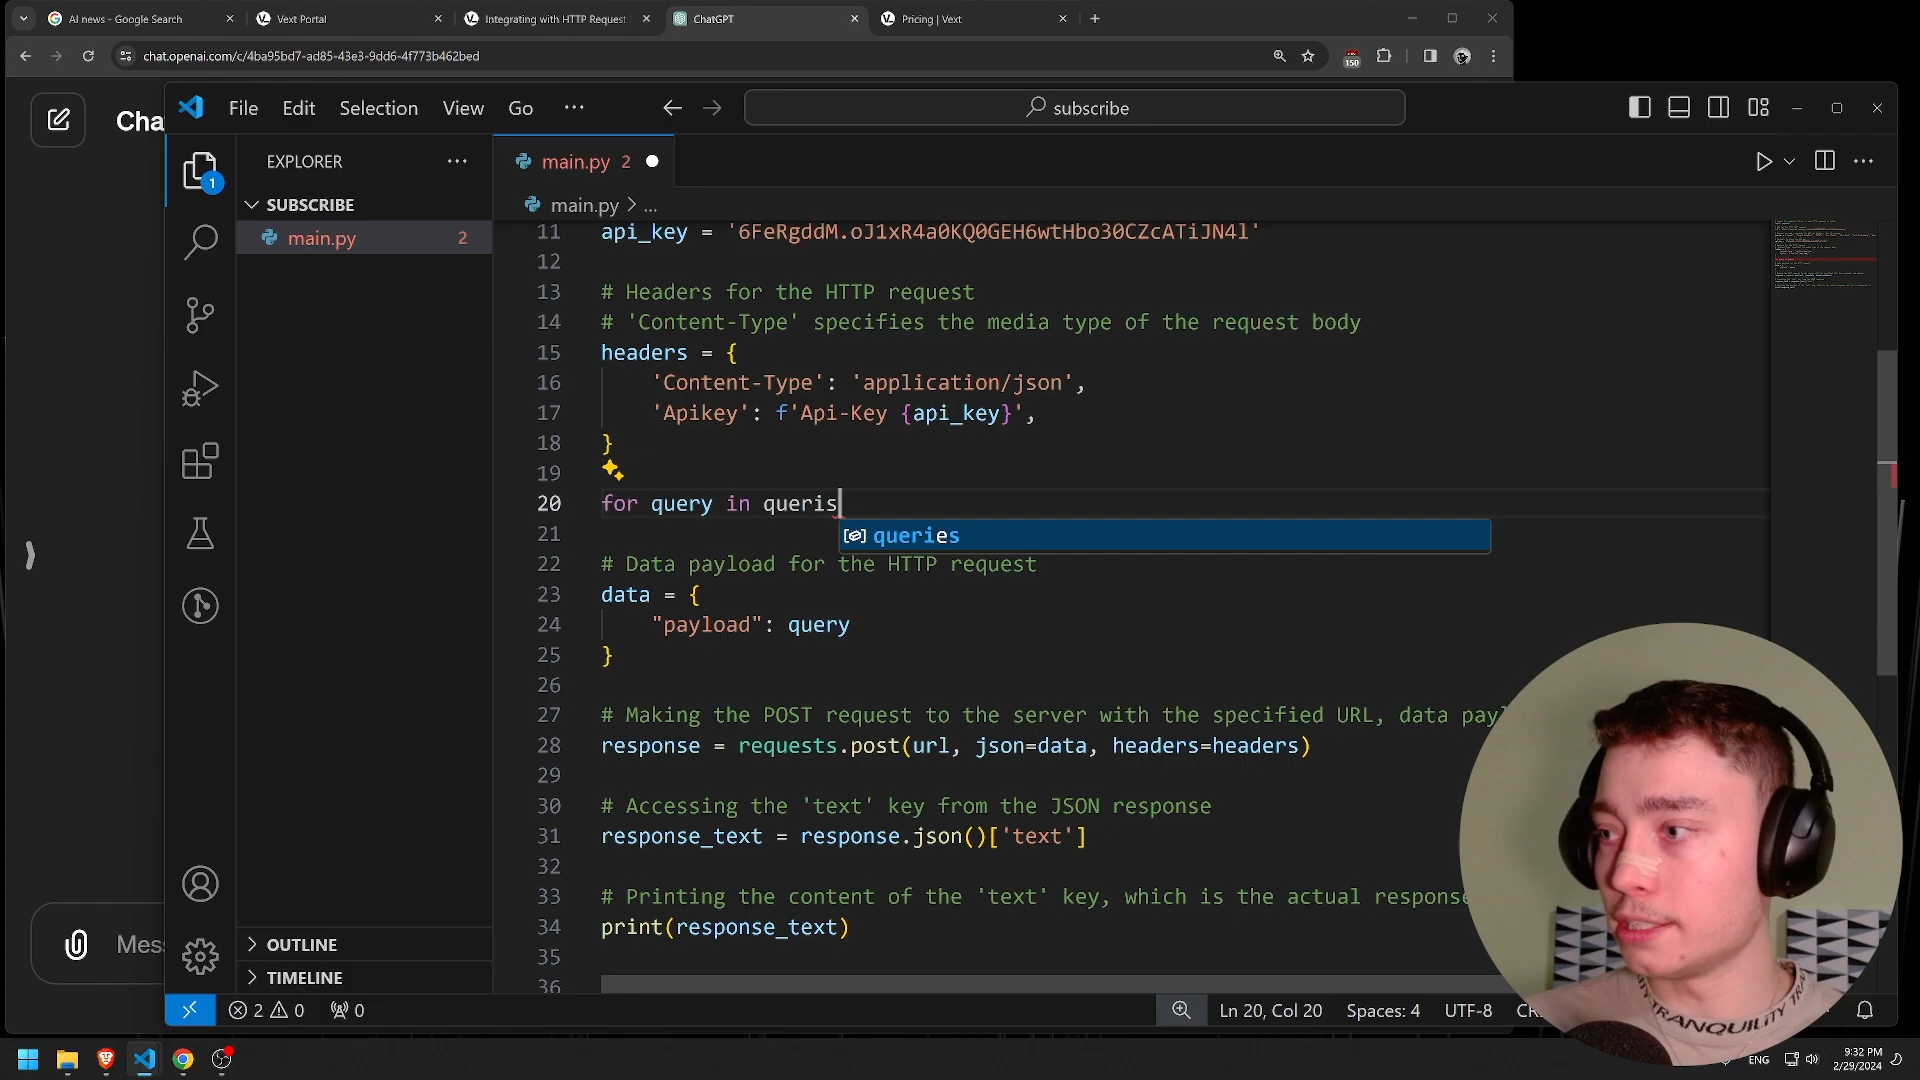 AI news - Google Search
Vext Portal
Integrating with HTTP Request
ChatGPT
Pricing | Vext
chat.openai.com/c/4ba95bd7-ad85-43e3-9dd6-4f773b462bed
150
Cha
File Edit Selection View Go ...
subscribe
EXPLORER
main.py 2
1
SUBSCRIBE
main.py 2
main.py > ...
11 api_key = '6FeRgddM.oJ1xR4a0KQ0GEH6wtHbo30CZcATiJN4l'
12
13 # Headers for the HTTP request
14 # 'Content-Type' specifies the media type of the request body
15 headers = {
16 'Content-Type': 'application/json',
17 'Apikey': f'Api-Key {api_key}',
18 }
19
20 for query in queris
21
queries
22 # Data payload for the HTTP request
23 data = {
24 "payload": query
25 }
26
27 # Making the POST request to the server with the specified URL, data payl
28 response = requests.post(url, json=data, headers=headers)
29
30 # Accessing the 'text' key from the JSON response
31 response_text = response.json()['text']
32
33 # Printing the content of the 'text' key, which is the actual response
34 print(response_text)
35
36
Mess
OUTLINE
TIMELINE
2 0 0
Ln 20, Col 20 Spaces: 4 UTF-8 CR
TRANQUILITY TRA
ENG
9:32 PM
2/29/2024